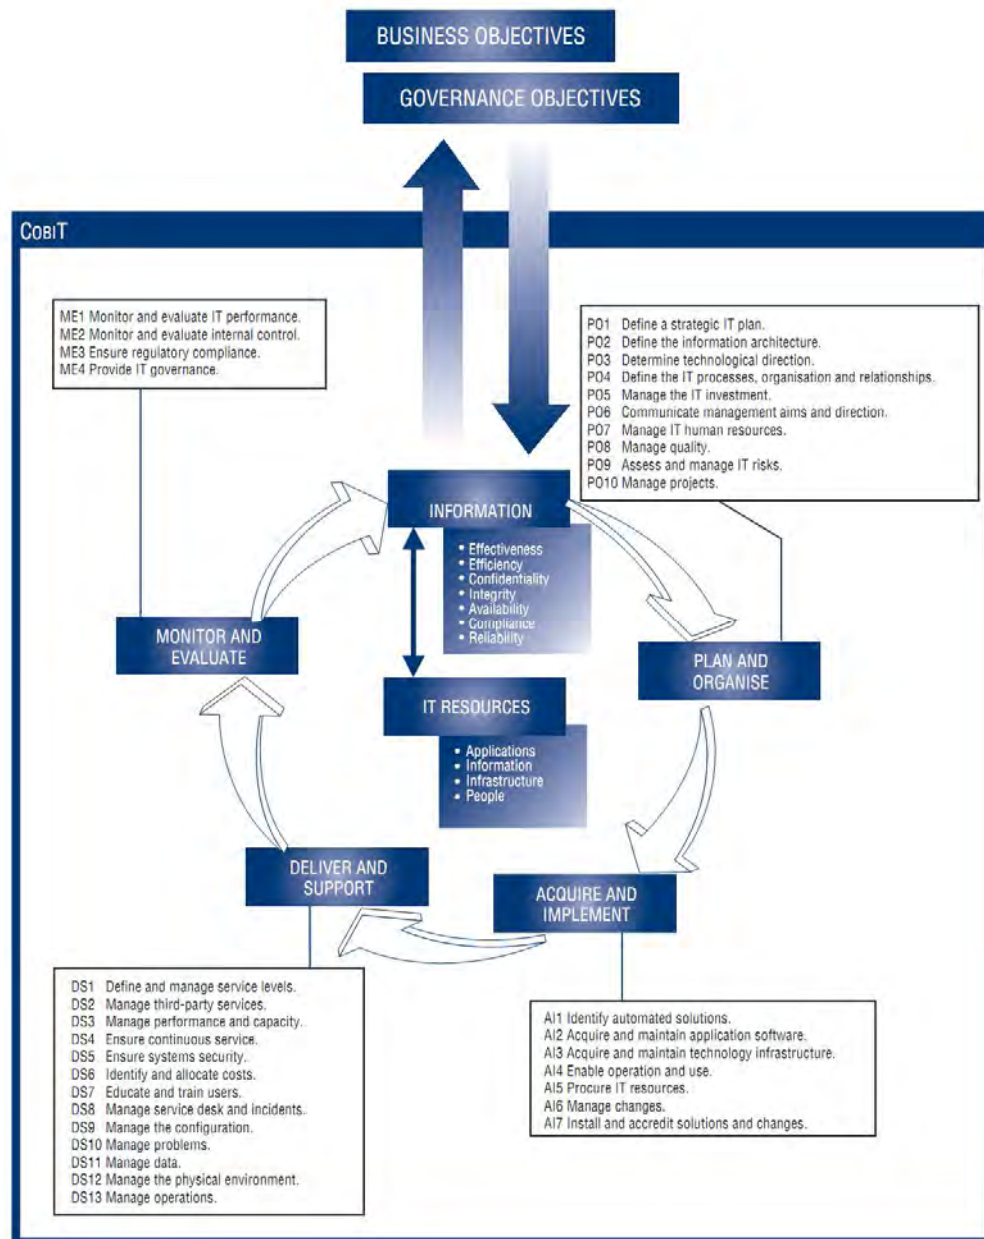 BUSINESS OBJECTIVES
GOVERNANCE OBJECTIVES
COBIT
ME1 Monitor and evaluate IT performance.
ME2 Monitor and evaluate internal control.
ME3 Ensure regulatory compliance.
ME4 Provide IT governance.
PO1 Define a strategic IT plan.
PO2 Define the information architecture.
PO3 Determine technological direction.
PO4 Define the IT processes, organisation and relationships.
PO5 Manage the IT investment.
PO6 Communicate management aims and direction.
PO7 Manage IT human resources.
PO8 Manage quality.
PO9 Assess and manage IT risks.
PO10 Manage projects.
INFORMATION
• Effectiveness
• Efficiency
• Confidentiality
• Integrity
• Availability
• Compliance
• Reliability
MONITOR AND
EVALUATE
PLAN AND
ORGANISE
IT RESOURCES
• Applications
• Information
• Infrastructure
• People
DELIVER AND
SUPPORT
ACQUIRE AND
IMPLEMENT
DS1 Define and manage service levels.
DS2 Manage third-party services.
DS3 Manage performance and capacity.
DS4 Ensure continuous service.
DS5 Ensure systems security.
DS6 Identify and allocate costs.
DS7 Educate and train users.
DS8 Manage service desk and incidents.
DS9 Manage the configuration.
DS10 Manage problems.
DS11 Manage data.
DS12 Manage the physical environment.
DS13 Manage operations.
AI1 Identify automated solutions.
AI2 Acquire and maintain application software.
AI3 Acquire and maintain technology infrastructure.
AI4 Enable operation and use.
AI5 Procure IT resources.
AI6 Manage changes.
AI7 Install and accredit solutions and changes.